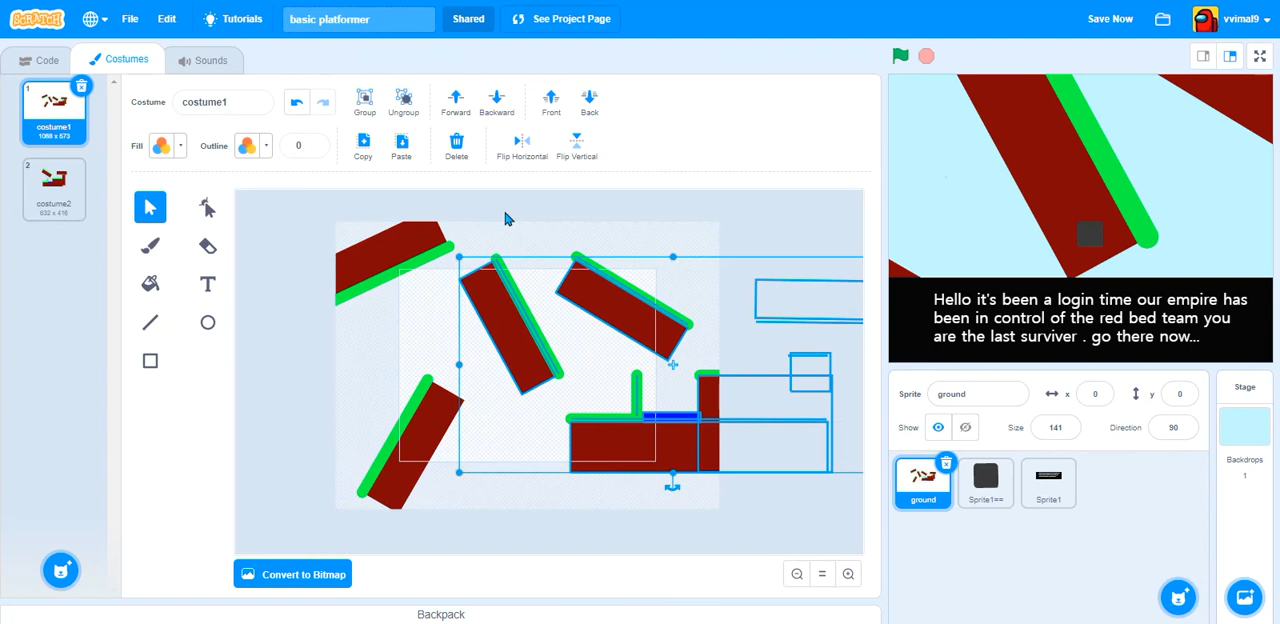 SCRATCH File Edit Tutorials basic platformer Shared See Project Page Save Now vvimal9
Code Costumes Sounds
1
costume1
1068 x 573
2
costume2
632 x 416
Costume costume1 Group Ungroup Forward Backward Front Back
Fill Outline 0 Copy Paste Delete Flip Horizontal Flip Vertical
Convert to Bitmap
Backpack
Hello it's been a login time our empire has
been in control of the red bed team you
are the last surviver . go there now...
Sprite ground x 0 y 0
Show Size 141 Direction 90
ground Sprite1== Sprite1
Stage
Backdrops
1